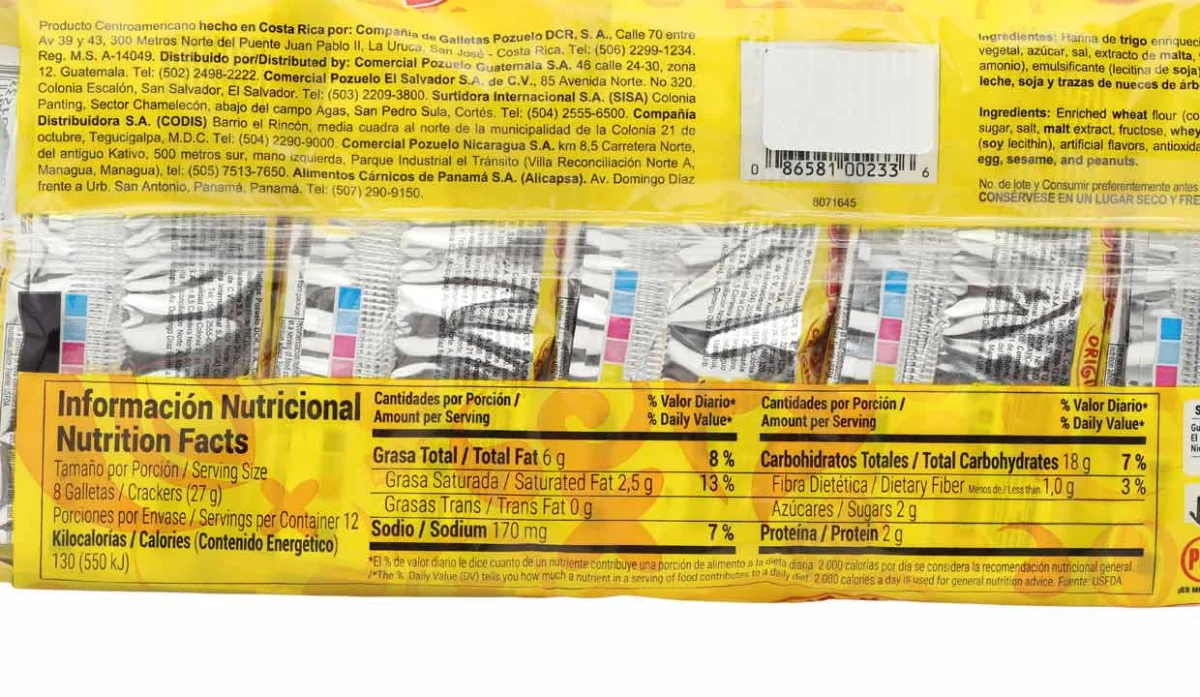 Producto Centroamericano hecho en Costa Rica por: Compañía de Galletas Pozuelo DCR, S. A., Calle 70 entre
Av 39 y 43, 300 Metros Norte del Puente Juan Pablo II, La Uruca, San José - Costa Rica, Tel: (506) 2299-1234.
Reg. M.S. A-14049. Distribuido por/Distributed by: Comercial Pozuelo Guatemala S.A. 46 calle 24-30, zona
12. Guatemala. Tel: (502) 2498-2222. Comercial Pozuelo El Salvador S.A. de C.V., 85 Avenida Norte. No 320.
Colonia Escalón, San Salvador, El Salvador. Tel: (503) 2209-3800. Surtidora Internacional S.A. (SISA) Colonia
Panting, Sector Chamelecón, abajo del campo Agas, San Pedro Sula, Cortés. Tel: (504) 2555-6500. Compañía
Distribuidora S.A. (CODIS) Barrio el Rincón, media cuadra al norte de la municipalidad de la Colonia 21 de
octubre, Tegucigalpa, M.D.C. Tel: (504) 2290-9000. Comercial Pozuelo Nicaragua S.A. km 8,5 Carretera Norte,
del antiguo Kativo, 500 metros sur, mano izquierda, Parque Industrial el Tránsito (Villa Reconciliación Norte A,
Managua, Managua), tel: (505) 7513-7650. Alimentos Cárnicos de Panamá S.A. (Alicapsa). Av. Domingo Díaz
frente a Urb. San Antonio, Panamá, Panamá. Tel: (507) 290-9150.
0 86581 00233 6
8071645
Ingredientes: Harina de trigo enriqueci
vegetal, azúcar, sal, extracto de malta,
amonio), emulsificante (lecitina de soja
leche, soja y trazas de nueces de árb
Ingredients: Enriched wheat flour (co
sugar, salt, malt extract, fructose, whe
(soy lecithin), artificial flavors, antioxida
egg, sesame, and peanuts.
No. de lote y Consumir preferentemente antes
CONSÉRVESE EN UN LUGAR SECO Y FRE
ORIGI
Información Nutricional
Nutrition Facts
Tamaño por Porción / Serving Size
8 Galletas / Crackers (27 g)
Porciones por Envase / Servings per Container 12
Kilocalorías / Calories (Contenido Energético)
130 (550 kJ)
Cantidades por Porción / % Valor Diario*
Amount per Serving % Daily Value*
Grasa Total / Total Fat 6 g 8 %
Grasa Saturada / Saturated Fat 2,5 g 13 %
Grasas Trans / Trans Fat 0 g
Sodio / Sodium 170 mg 7 %
Cantidades por Porción / % Valor Diario*
Amount per Serving % Daily Value*
Carbohidratos Totales / Total Carbohydrates 18 g 7 %
Fibra Dietética / Dietary Fiber Menos de / Less than 1,0 g 3 %
Azúcares / Sugars 2 g
Proteína / Protein 2 g
*El % de valor diario le dice cuanto de un nutriente contribuye una porción de alimento a la dieta diaria. 2 000 calorías por día se considera la recomendación nutricional general.
/*The % Daily Value (DV) tells you how much a nutrient in a serving of food contributes to a daily diet. 2 000 calories a day is used for general nutrition advice. Fuente: USFDA.